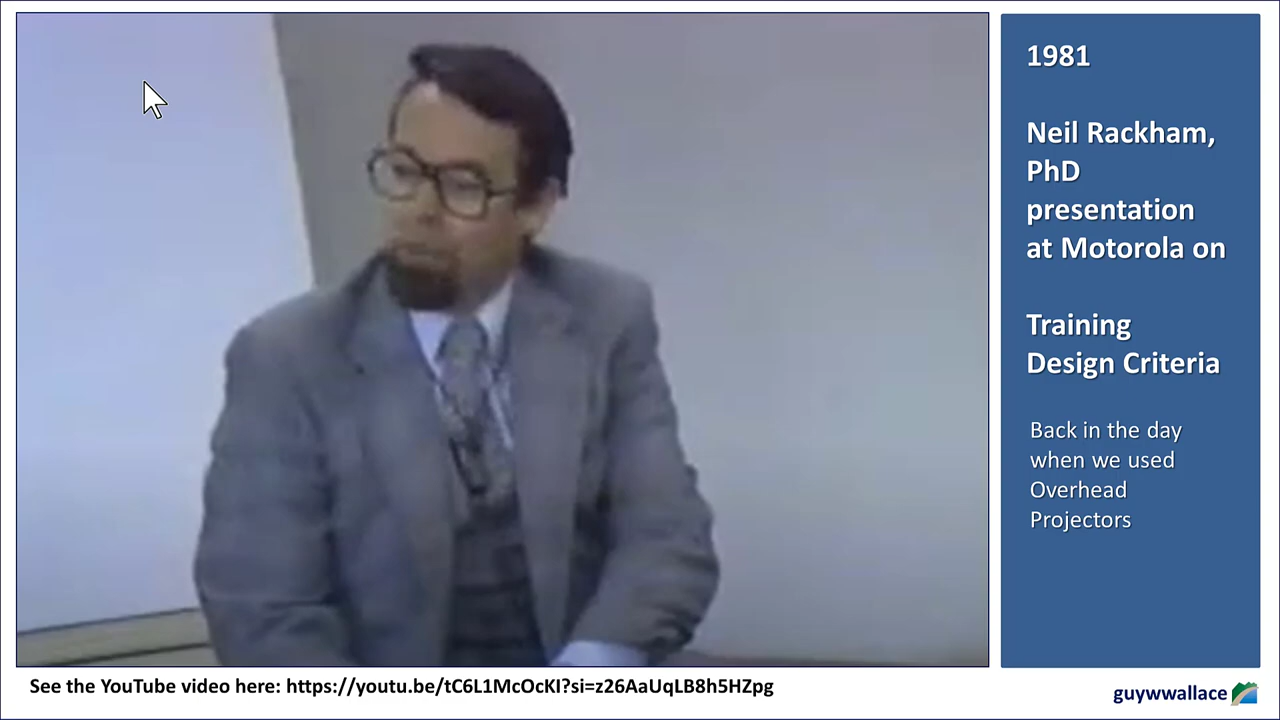 1981
Neil Rackham,
PhD
presentation
at Motorola on
Training
Design Criteria
Back in the day
when we used
Overhead
Projectors
See the YouTube video here: https://youtu.be/tC6L1McOcKI?si=z26AaUqLB8h5HZpg
guywwallace